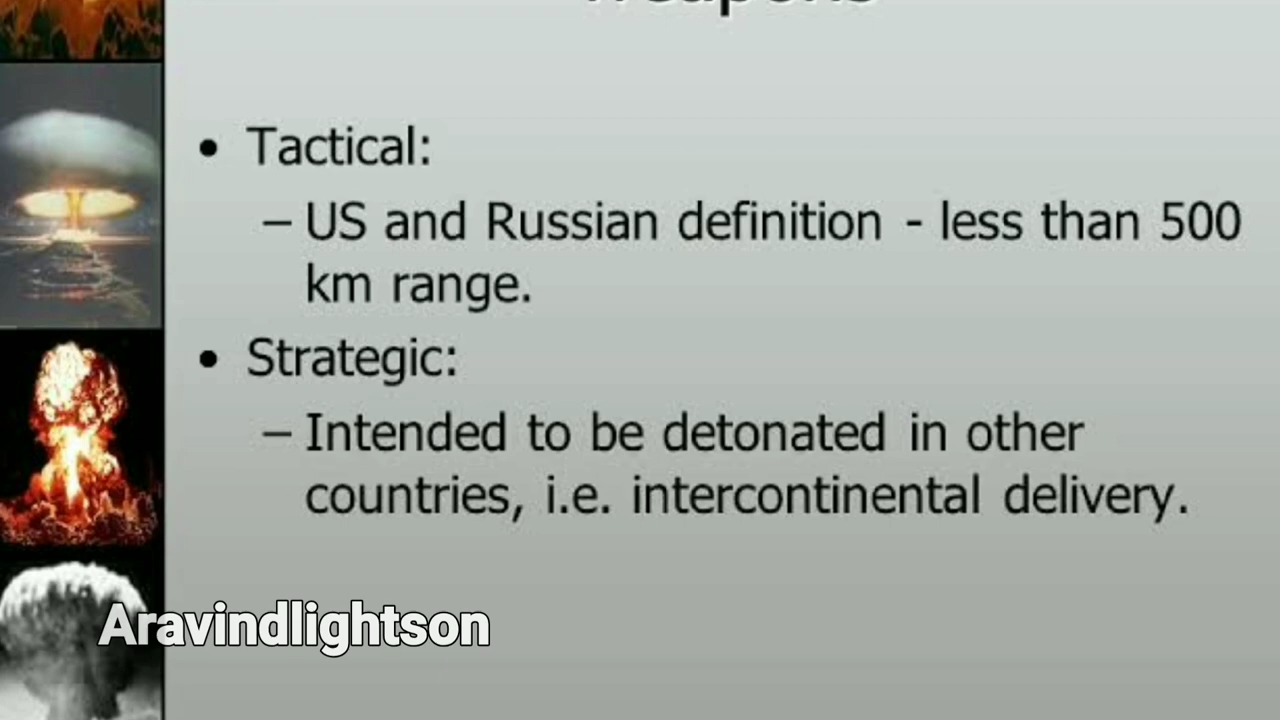 Weapons
• Tactical:
– US and Russian definition - less than 500
km range.
• Strategic:
– Intended to be detonated in other
countries, i.e. intercontinental delivery.
Aravindlightson